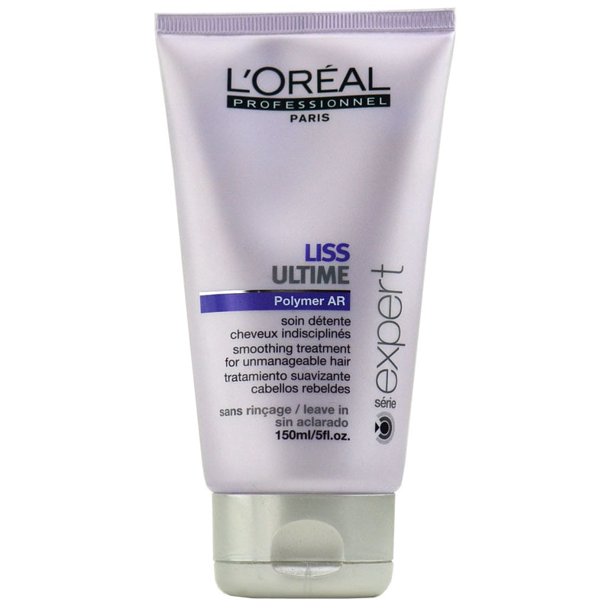 L'ORÉAL
PROFESSIONNEL
PARIS
LISS
ULTIME
Polymer AR
soin détente
cheveux indisciplinés
smoothing treatment
for unmanageable hair
tratamiento suavizante
cabellos rebeldes
sans rinçage / leave in
sin aclarado
150ml/5fl.oz.
série
expert